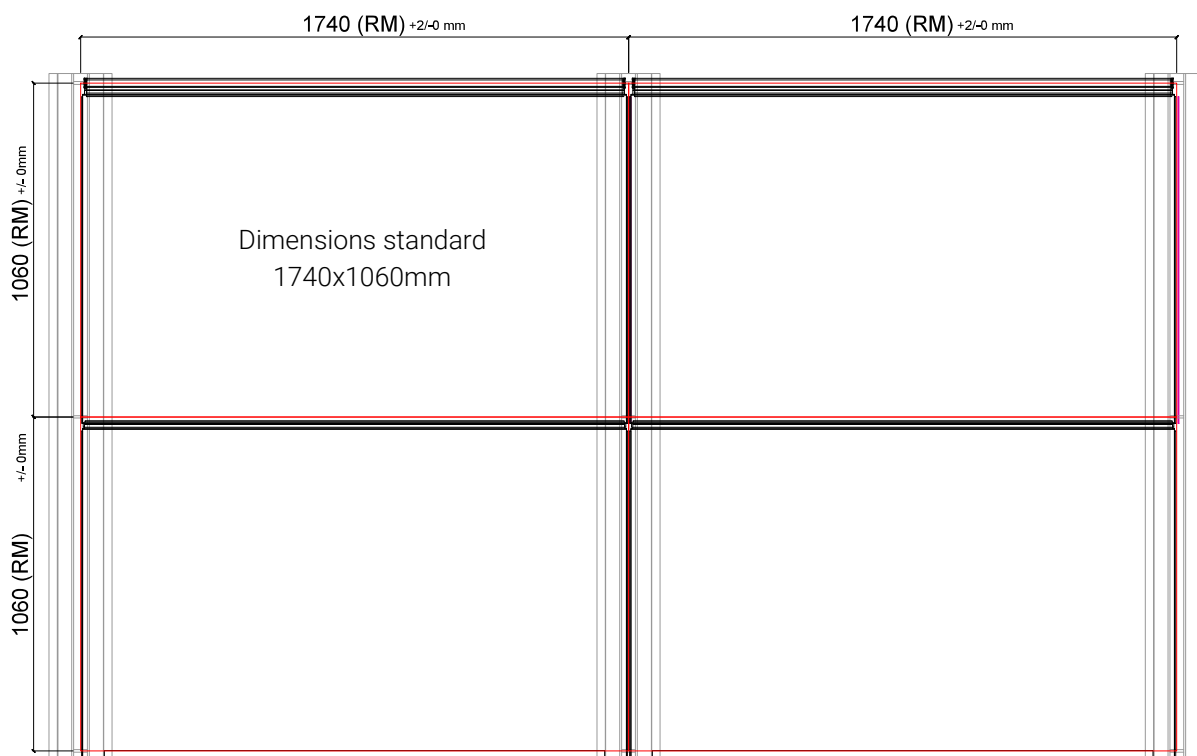 1740 (RM) +2/-0 mm
1740 (RM) +2/-0 mm
1060 (RM) +/- 0mm
Dimensions standard
1740x1060mm
1060 (RM) +/- 0mm